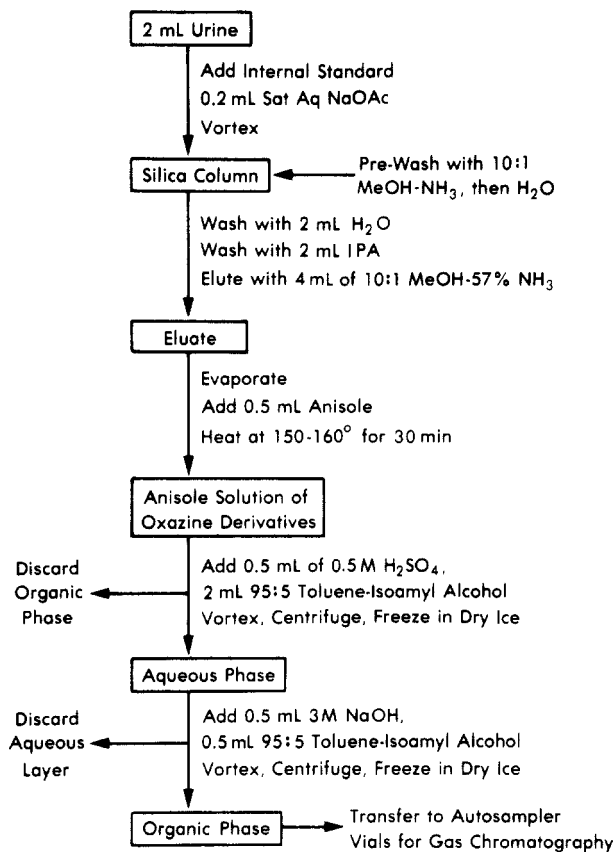 2 mL Urine
Add Internal Standard
0.2 mL Sat Aq NaOAc
Vortex
Silica Column
Pre-Wash with 10:1
MeOH-NH₃, then H₂O
Wash with 2 mL H₂O
Wash with 2 mL IPA
Elute with 4 mL of 10:1 MeOH-57% NH₃
Eluate
Evaporate
Add 0.5 mL Anisole
Heat at 150-160° for 30 min
Anisole Solution of
Oxazine Derivatives
Discard
Organic
Phase
Add 0.5 mL of 0.5M H₂SO₄,
2 mL 95:5 Toluene-Isoamyl Alcohol
Vortex, Centrifuge, Freeze in Dry Ice
Aqueous Phase
Discard
Aqueous
Layer
Add 0.5 mL 3M NaOH,
0.5 mL 95:5 Toluene-Isoamyl Alcohol
Vortex, Centrifuge, Freeze in Dry Ice
Organic Phase
Transfer to Autosampler
Vials for Gas Chromatography